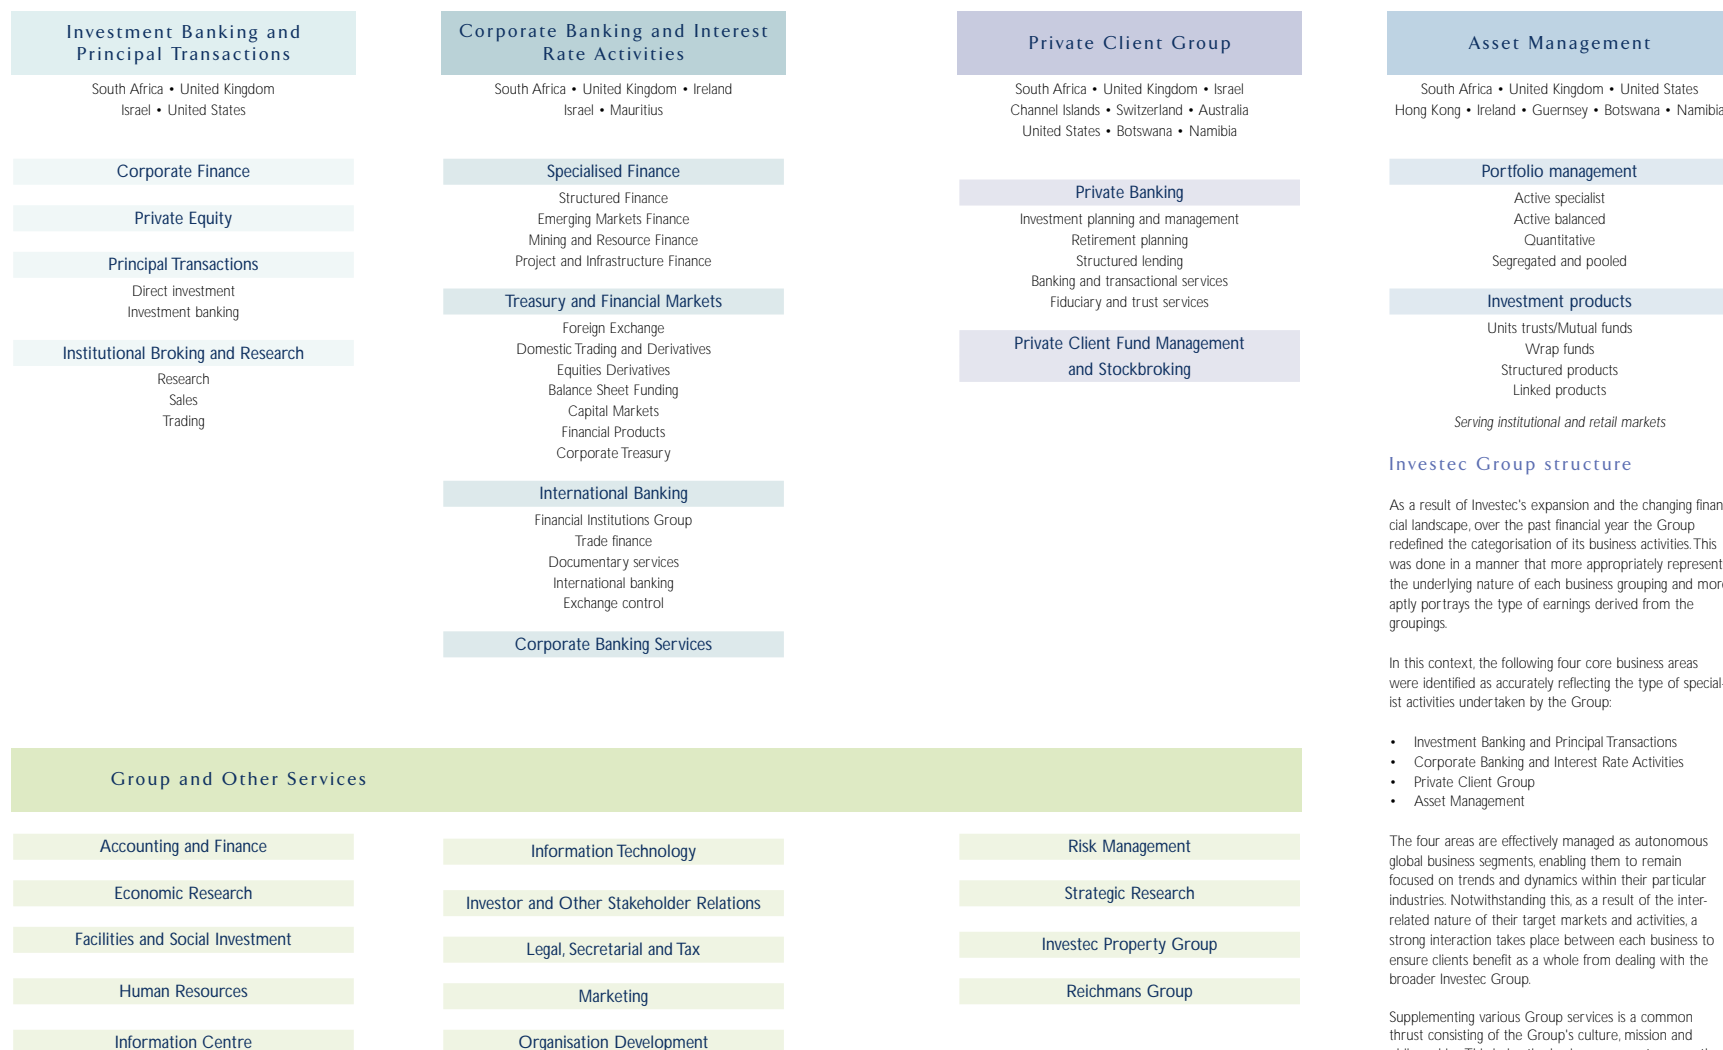 Investment Banking and
Principal Transactions
South Africa • United Kingdom
Israel • United States
Corporate Finance
Private Equity
Principal Transactions
Direct investment
Investment banking
Institutional Broking and Research
Research
Sales
Trading
Corporate Banking and Interest
Rate Activities
South Africa • United Kingdom • Ireland
Israel • Mauritius
Specialised Finance
Structured Finance
Emerging Markets Finance
Mining and Resource Finance
Project and Infrastructure Finance
Treasury and Financial Markets
Foreign Exchange
Domestic Trading and Derivatives
Equities Derivatives
Balance Sheet Funding
Capital Markets
Financial Products
Corporate Treasury
International Banking
Financial Institutions Group
Trade finance
Documentary services
International banking
Exchange control
Corporate Banking Services
Private Client Group
South Africa • United Kingdom • Israel
Channel Islands • Switzerland • Australia
United States • Botswana • Namibia
Private Banking
Investment planning and management
Retirement planning
Structured lending
Banking and transactional services
Fiduciary and trust services
Private Client Fund Management
and Stockbroking
Asset Management
South Africa • United Kingdom • United States
Hong Kong • Ireland • Guernsey • Botswana • Namibia
Portfolio management
Active specialist
Active balanced
Quantitative
Segregated and pooled
Investment products
Units trusts/Mutual funds
Wrap funds
Structured products
Linked products
Serving institutional and retail markets
Investec Group structure
As a result of Investec's expansion and the changing finan
cial landscape, over the past financial year the Group
redefined the categorisation of its business activities. This
was done in a manner that more appropriately represent
the underlying nature of each business grouping and more
aptly portrays the type of earnings derived from the
groupings.
In this context, the following four core business areas
were identified as accurately reflecting the type of special-
ist activities undertaken by the Group:
• Investment Banking and Principal Transactions
• Corporate Banking and Interest Rate Activities
• Private Client Group
• Asset Management
The four areas are effectively managed as autonomous
global business segments, enabling them to remain
focused on trends and dynamics within their particular
industries. Notwithstanding this, as a result of the inter-
related nature of their target markets and activities, a
strong interaction takes place between each business to
ensure clients benefit as a whole from dealing with the
broader Investec Group.
Supplementing various Group services is a common
thrust consisting of the Group's culture, mission and
Group and Other Services
Accounting and Finance
Economic Research
Facilities and Social Investment
Human Resources
Information Centre
Information Technology
Investor and Other Stakeholder Relations
Legal, Secretarial and Tax
Marketing
Organisation Development
Risk Management
Strategic Research
Investec Property Group
Reichmans Group